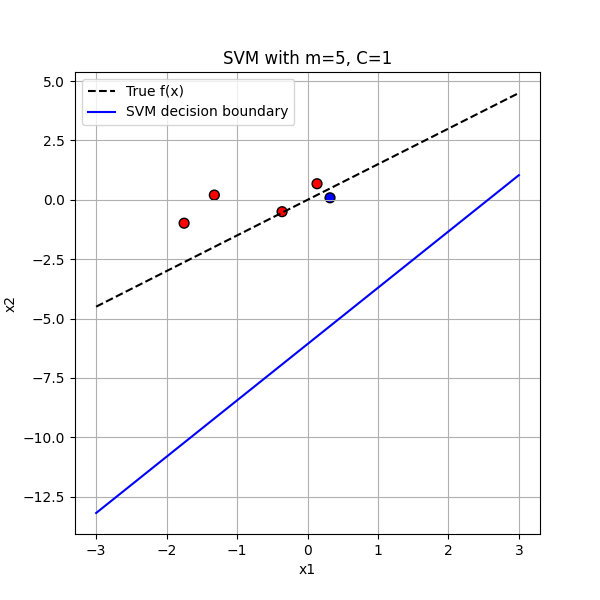 SVM with m=5, C=1
True f(x)
SVM decision boundary
5.0
2.5
0.0
−2.5
−5.0
−7.5
−10.0
−12.5
x2
−3 −2 −1 0 1 2 3
x1